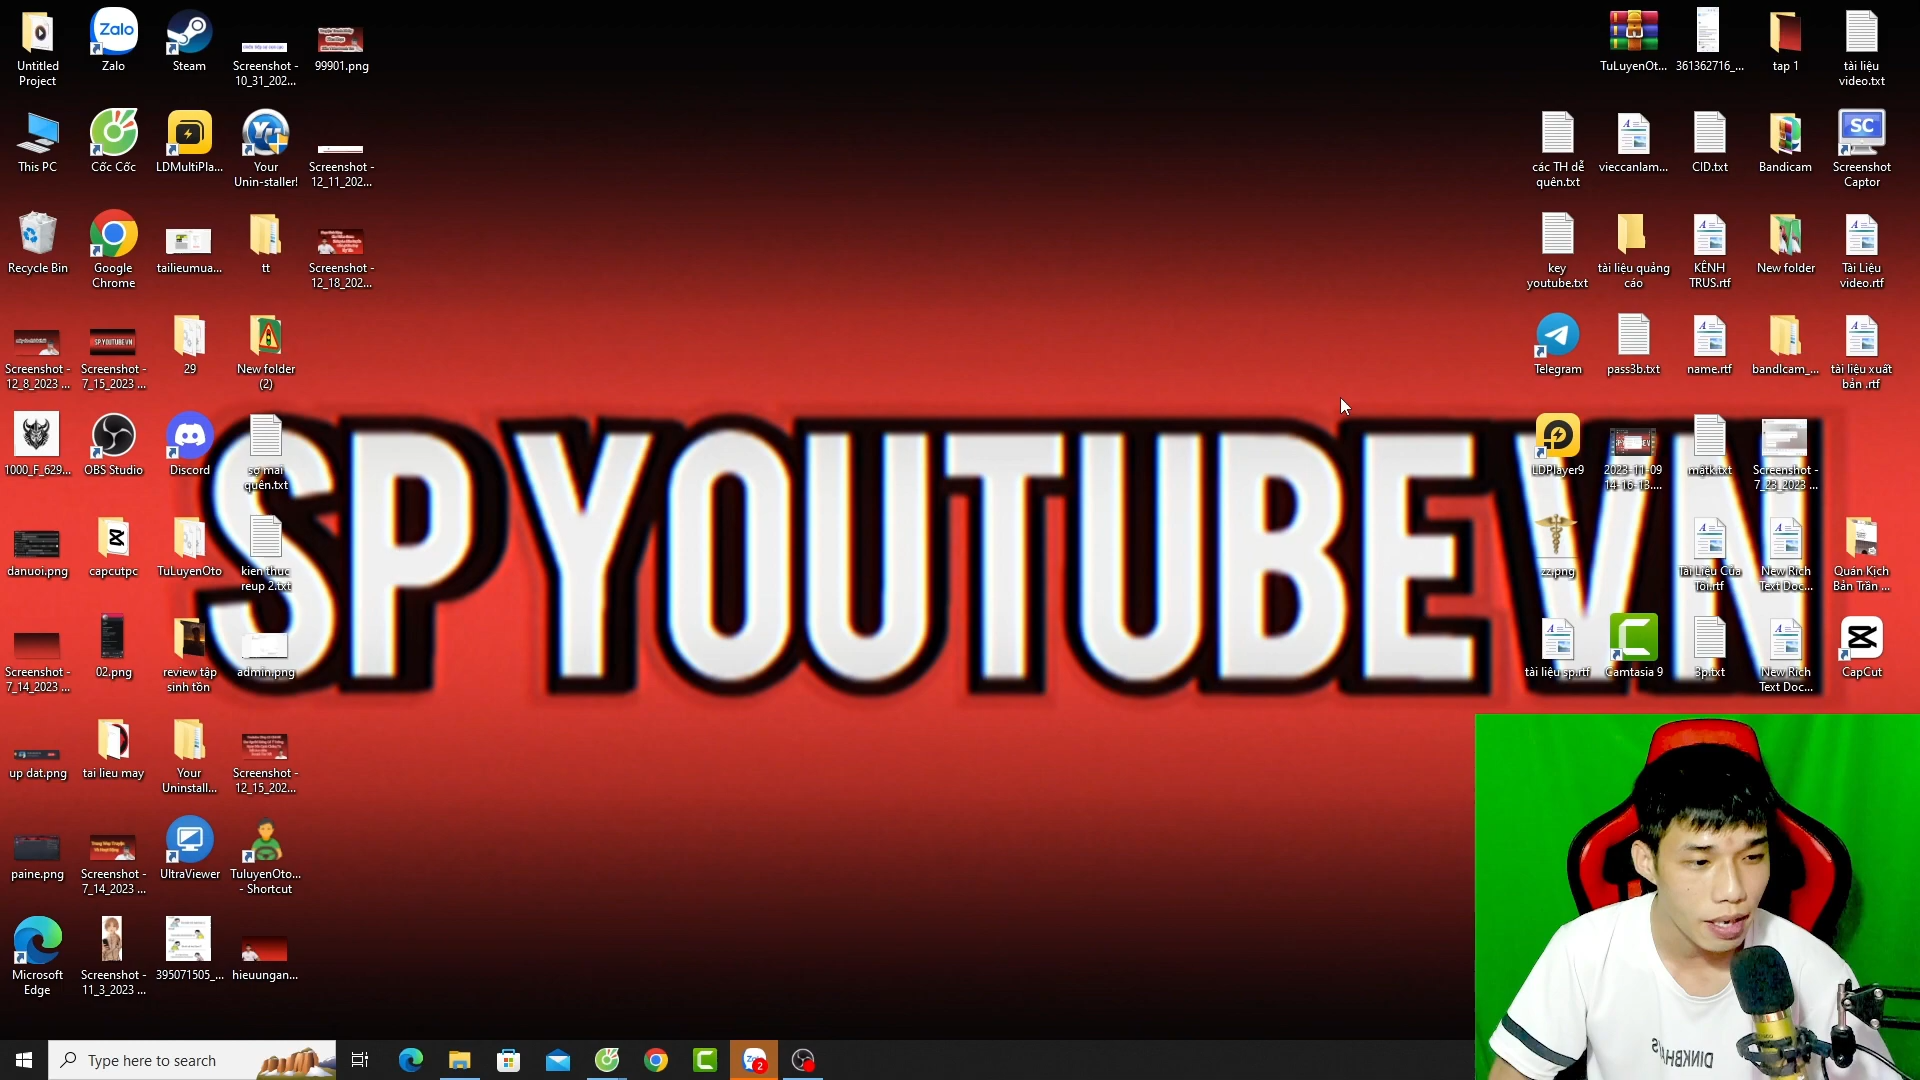 Untitled
Project
Zalo
Steam
Screenshot -
10_31_202...
99901.png
This PC
Cốc Cốc
LDMultiPla...
Your
Unin-staller!
Screenshot -
12_11_202...
Recycle Bin
Google
Chrome
tailieumua...
tt
Screenshot -
12_18_202...
Screenshot -
12_8_2023 ...
Screenshot -
7_15_2023 ...
29
New folder
(2)
1000_F_629...
OBS Studio
Discord
sợ mai
quên.txt
danuoi.png
capcutpc
TuLuyenOto
kien thuc
reup 2.txt
Screenshot -
7_14_2023 ...
02.png
review tập
sinh tồn
admin.png
up dat.png
tai lieu may
Your
Uninstall...
Screenshot -
12_15_202...
paine.png
Screenshot -
7_14_2023 ...
UltraViewer
TuluyenOto...
- Shortcut
Microsoft
Edge
Screenshot -
11_3_2023 ...
395071505_...
hieuungan...
SPYOUTUBEVN
TuLuyenOt...
361362716_...
tap 1
tài liệu
video.txt
các TH dễ
quên.txt
vieccanlam...
CID.txt
Bandicam
SC
Screenshot
Captor
key
youtube.txt
tài liệu quảng
cáo
KÊNH
TRUS.rtf
New folder
Tài Liệu
video.rtf
Telegram
pass3b.txt
name.rtf
bandlcam_...
tài liệu xuất
bản .rtf
LDPlayer9
2023-11-09
14-16-13....
matk.txt
Screenshot -
7_23_2023 ...
zz.png
Tài Liệu Của
Tôi.rtf
New Rich
Text Doc...
Quán Kịch
Bản Trăn ...
tài liệu sp.rtf
Camtasia 9
3p.txt
New Rich
Text Doc...
CapCut
Type here to search
2